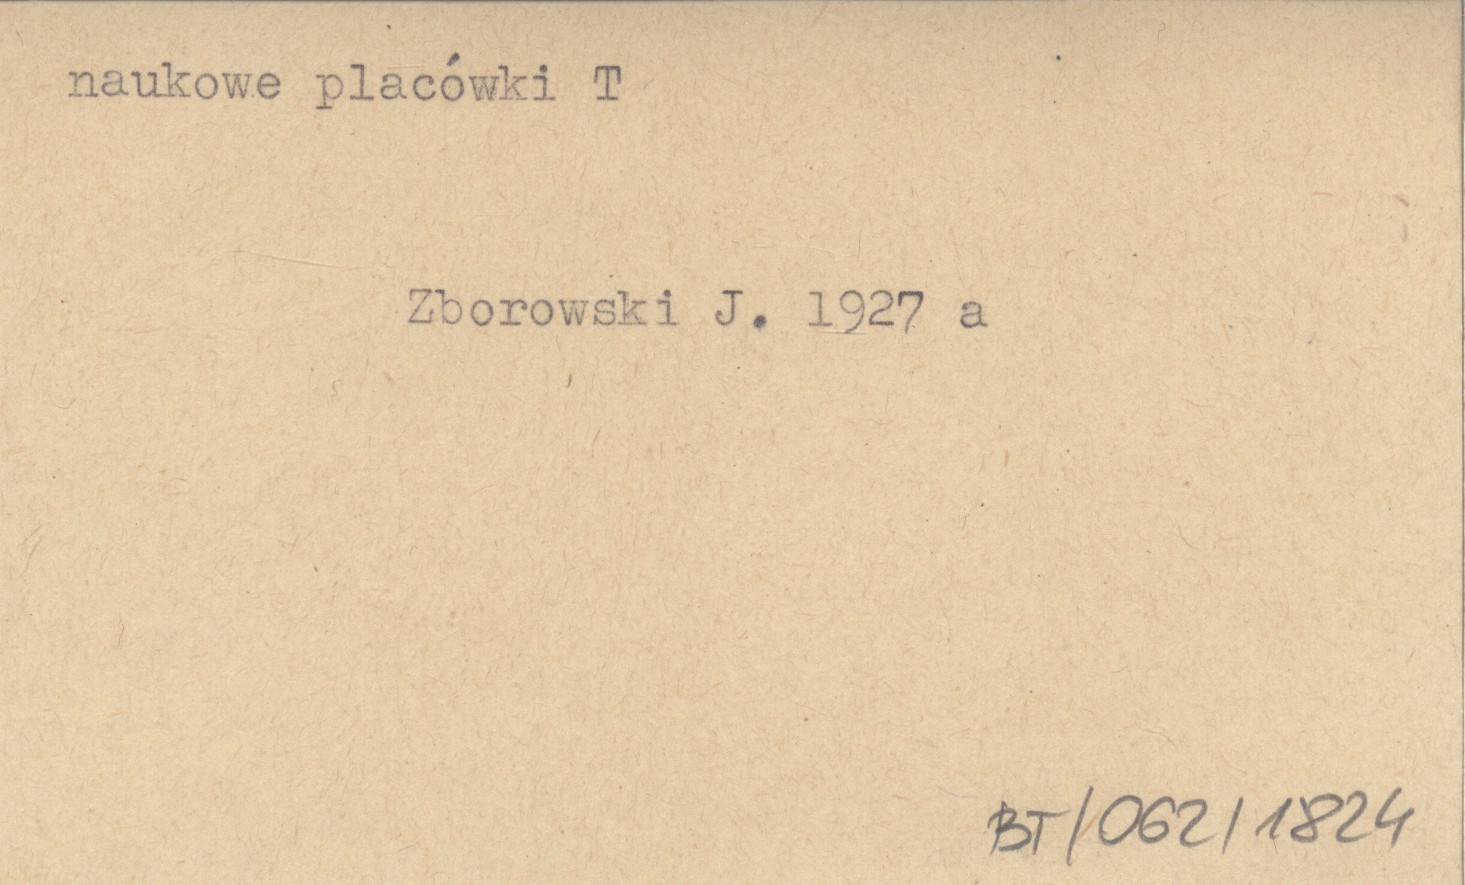 naukowe placówki T
Zborowski J. 1927 a
BT/062/1824